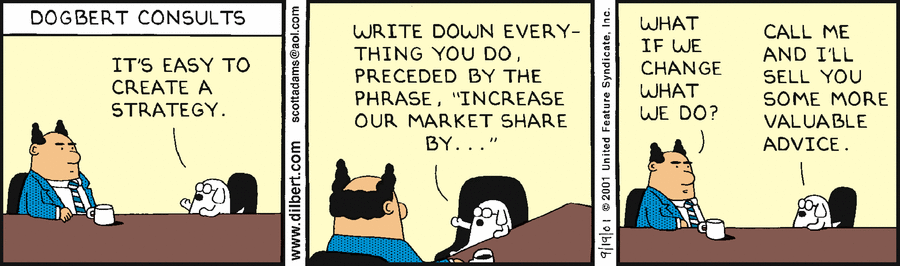 DOGBERT CONSULTS
IT'S EASY TO
CREATE A
STRATEGY.
www.dilbert.com
scottadams@aol.com
WRITE DOWN EVERY-
THING YOU DO,
PRECEDED BY THE
PHRASE, "INCREASE
OUR MARKET SHARE
BY..."
9/19/01 © 2001 United Feature Syndicate, Inc.
WHAT
IF WE
CHANGE
WHAT
WE DO?
CALL ME
AND I'LL
SELL YOU
SOME MORE
VALUABLE
ADVICE.